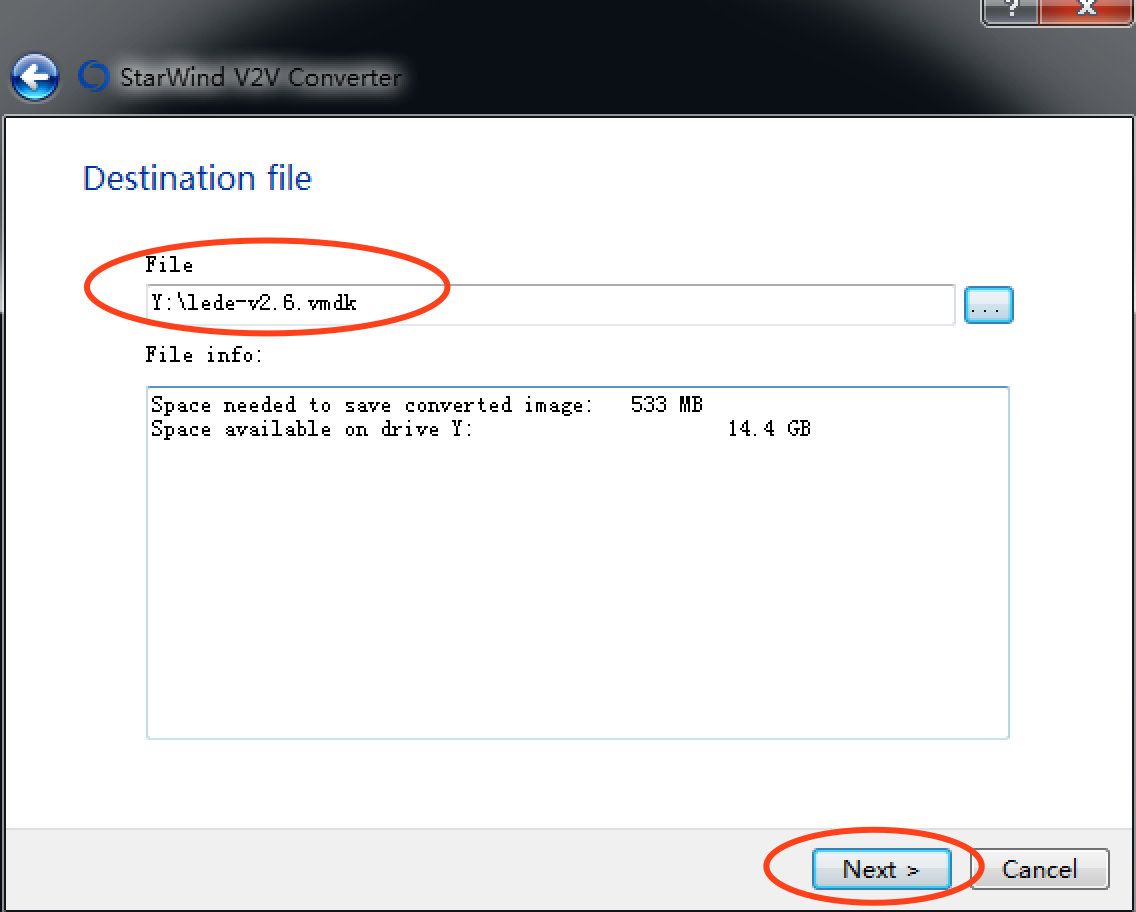 ?
X
StarWind V2V Converter
Destination file
File
Y:\lede-v2.6.vmdk
...
File info:
Space needed to save converted image: 533 MB
Space available on drive Y: 14.4 GB
Next >
Cancel